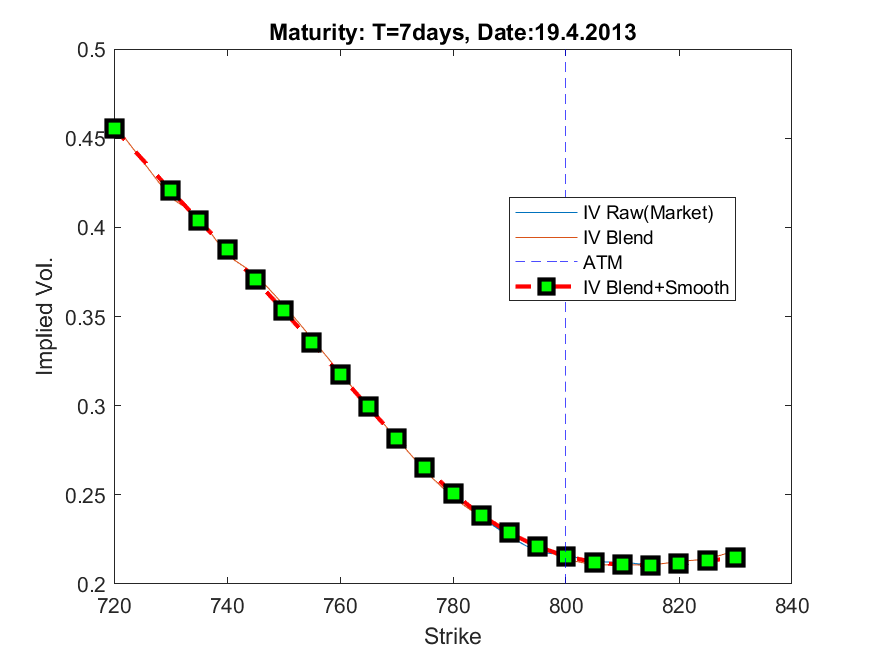 Maturity: T=7days, Date:19.4.2013
0.5
0.45
0.4
0.35
0.3
0.25
0.2
Implied Vol.
IV Raw(Market)
IV Blend
ATM
IV Blend+Smooth
720 740 760 780 800 820 840
Strike